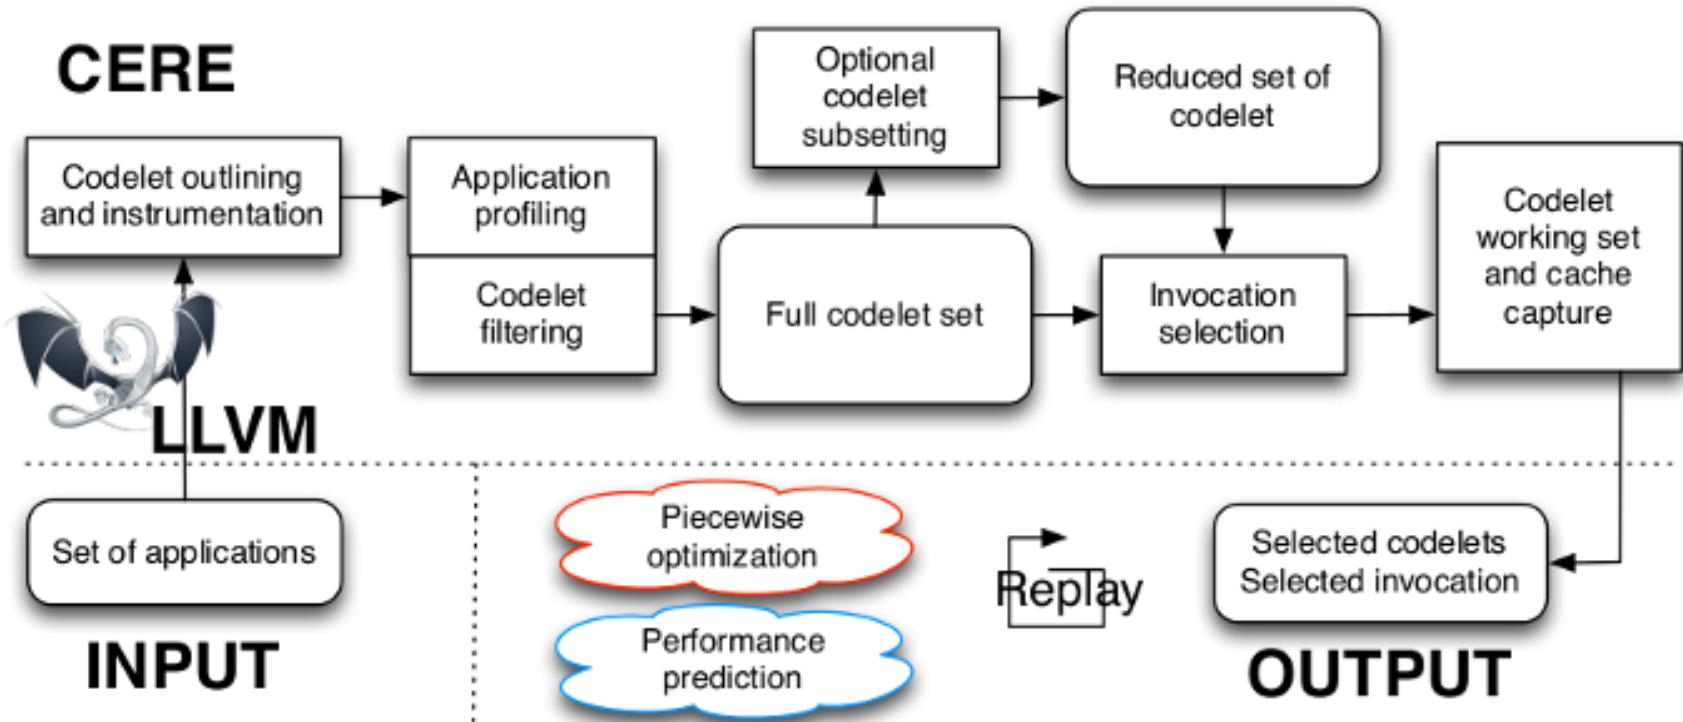 CERE
Codelet outlining
and instrumentation
Application
profiling
Codelet
filtering
Optional
codelet
subsetting
Reduced set of
codelet
Full codelet set
Invocation
selection
Codelet
working set
and cache
capture
LLVM
Set of applications
INPUT
Piecewise
optimization
Performance
prediction
Replay
Selected codelets
Selected invocation
OUTPUT